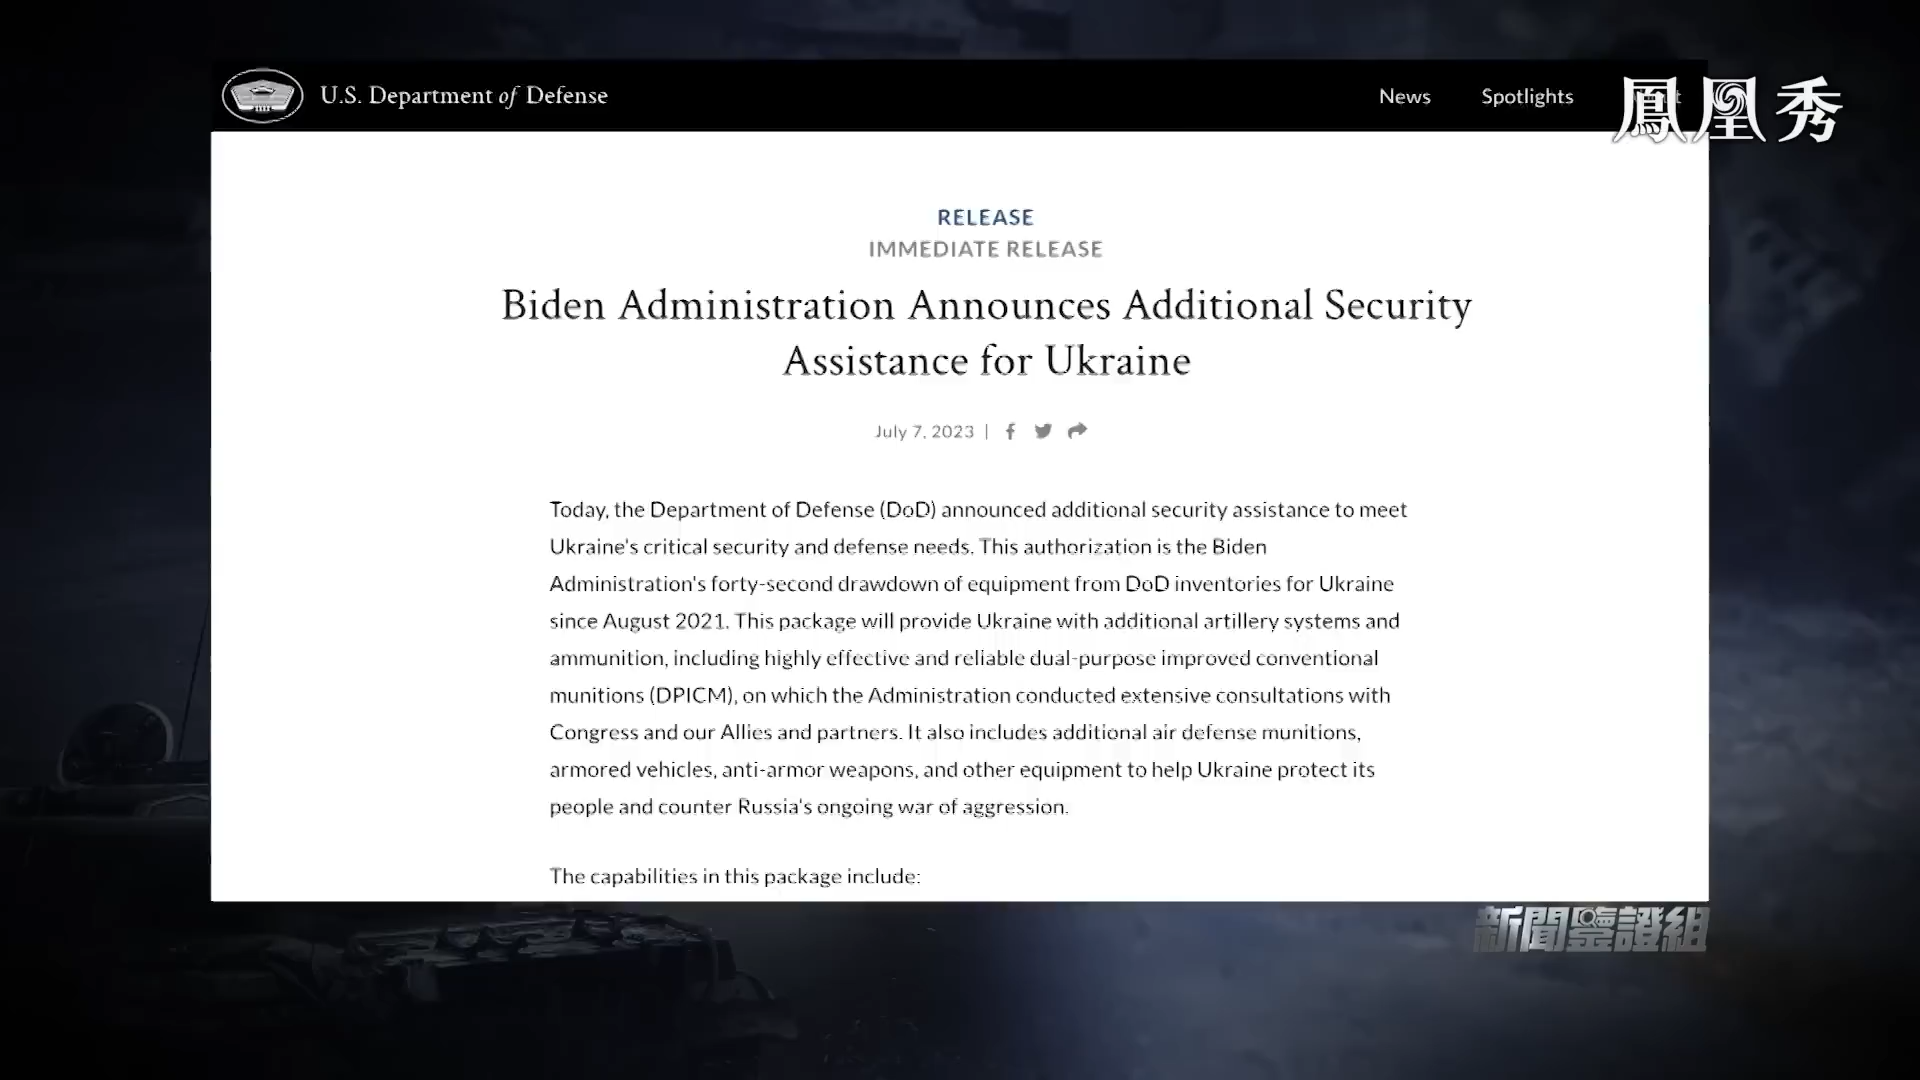 U.S. Department of Defense
News
Spotlights
鳳凰秀
RELEASE
IMMEDIATE RELEASE
Biden Administration Announces Additional Security
Assistance for Ukraine
July 7, 2023 |
Today, the Department of Defense (DoD) announced additional security assistance to meet
Ukraine's critical security and defense needs. This authorization is the Biden
Administration's forty-second drawdown of equipment from DoD inventories for Ukraine
since August 2021. This package will provide Ukraine with additional artillery systems and
ammunition, including highly effective and reliable dual-purpose improved conventional
munitions (DPICM), on which the Administration conducted extensive consultations with
Congress and our Allies and partners. It also includes additional air defense munitions,
armored vehicles, anti-armor weapons, and other equipment to help Ukraine protect its
people and counter Russia's ongoing war of aggression.
The capabilities in this package include:
新聞鑒證組